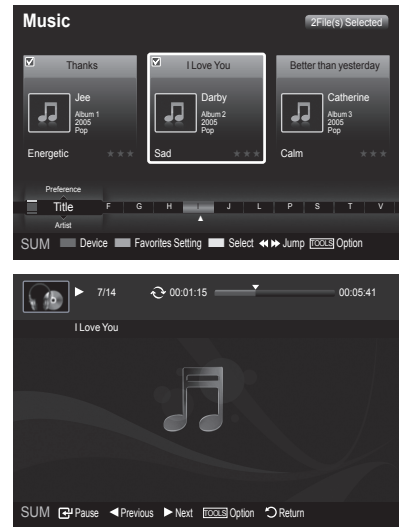 Music
2File(s) Selected
Thanks
Jee
Album 1
2005
Pop
Energetic
I Love You
Darby
Album 2
2005
Pop
Sad
Better than yesterday
Catherine
Album 3
2005
Pop
Calm
Preference
Title F G H I J L P S T V
Artist
SUM Device Favorites Setting Select Jump TOOLS Option
7/14 00:01:15 00:05:41
I Love You
SUM Pause Previous Next TOOLS Option Return